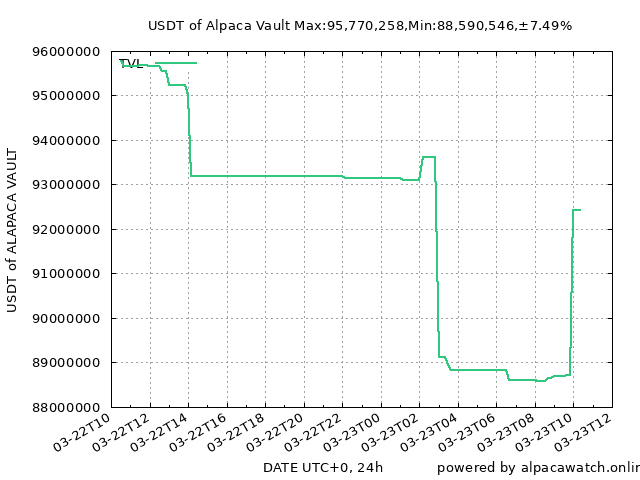 USDT of Alpaca Vault Max:95,770,258,Min:88,590,546,±7.49%
96000000
95000000
94000000
93000000
92000000
91000000
90000000
89000000
88000000
TVL
USDT of ALAPACA VAULT
03-22T10
03-22T12
03-22T14
03-22T16
03-22T18
03-22T20
03-22T22
03-23T00
03-23T02
03-23T04
03-23T06
03-23T08
03-23T10
03-23T12
DATE UTC+0, 24h
powered by alpacawatch.onlin